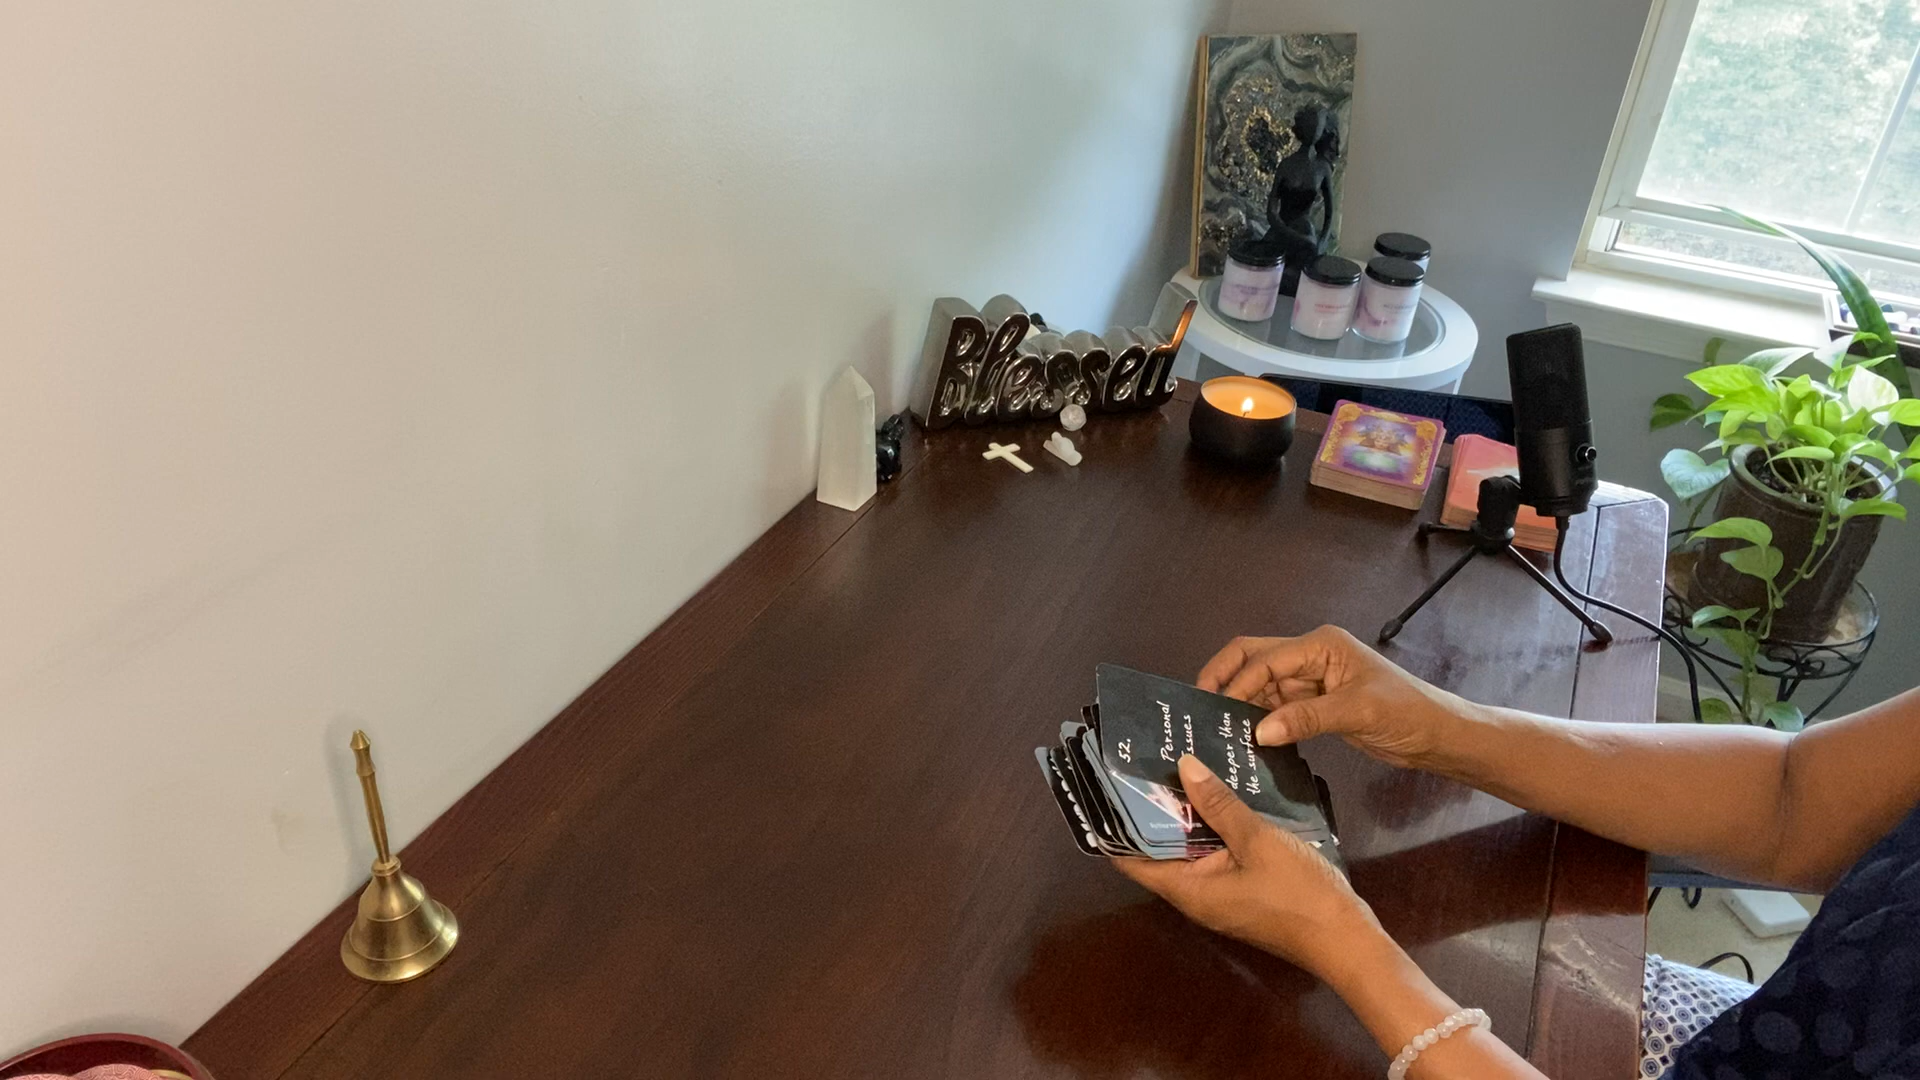 Blessed
52.
Personal
Issues
deeper than
the surface